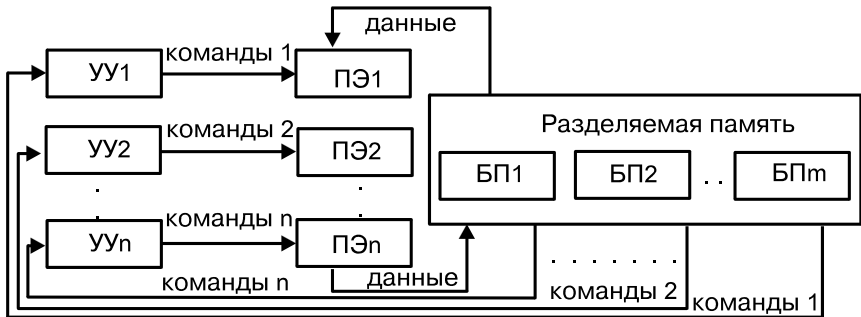 данные
команды 1
УУ1
ПЭ1
Разделяемая память
команды 2
УУ2
ПЭ2
БП1
БП2
. .
БПm
команды n
УУn
ПЭn
данные
. . . . . . .
команды n
команды 2
команды 1